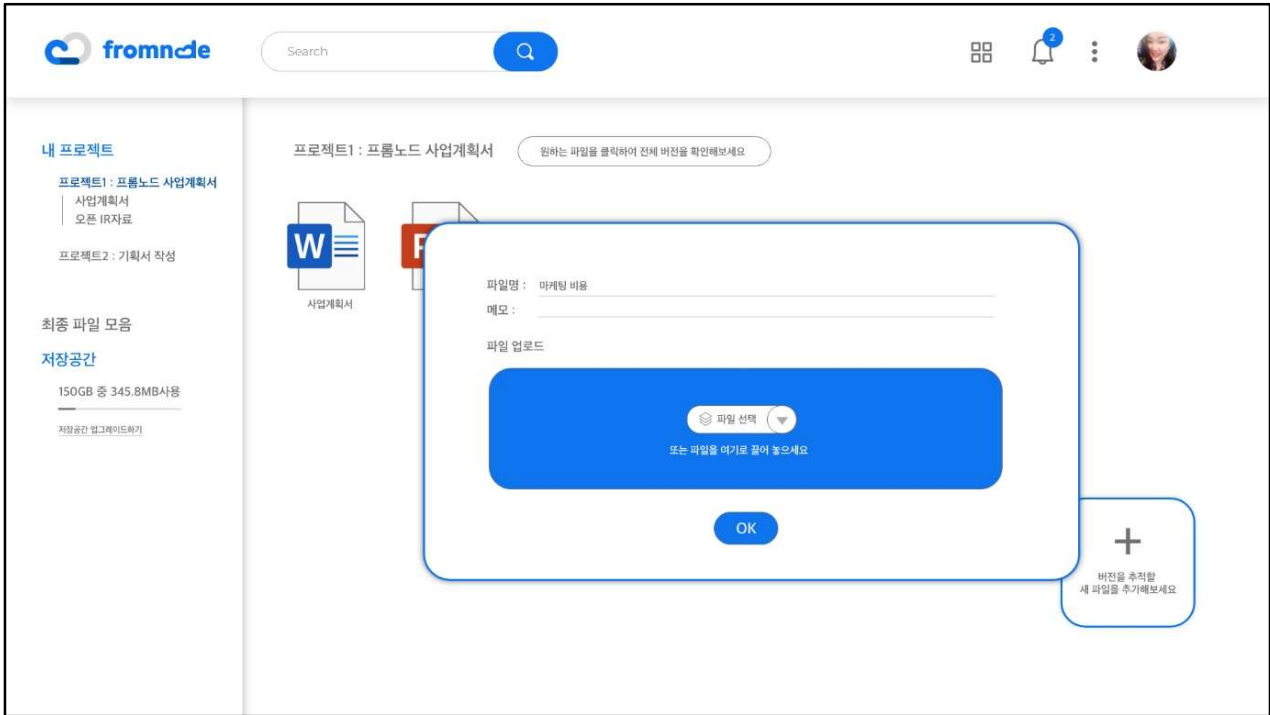 fromnode
Search
2
내 프로젝트
프로젝트1 : 프롬노드 사업계획서
사업계획서
오픈 IR자료
프로젝트2 : 기획서 작성
최종 파일 모음
저장공간
150GB 중 345.8MB사용
저장공간 업그레이드하기
프로젝트1 : 프롬노드 사업계획서
원하는 파일을 클릭하여 전체 버전을 확인해보세요
W
사업계획서
파일명 : 마케팅 비용
메모 :
파일 업로드
파일 선택
또는 파일을 여기로 끌어 놓으세요
OK
버전을 추적할
새 파일을 추가해보세요